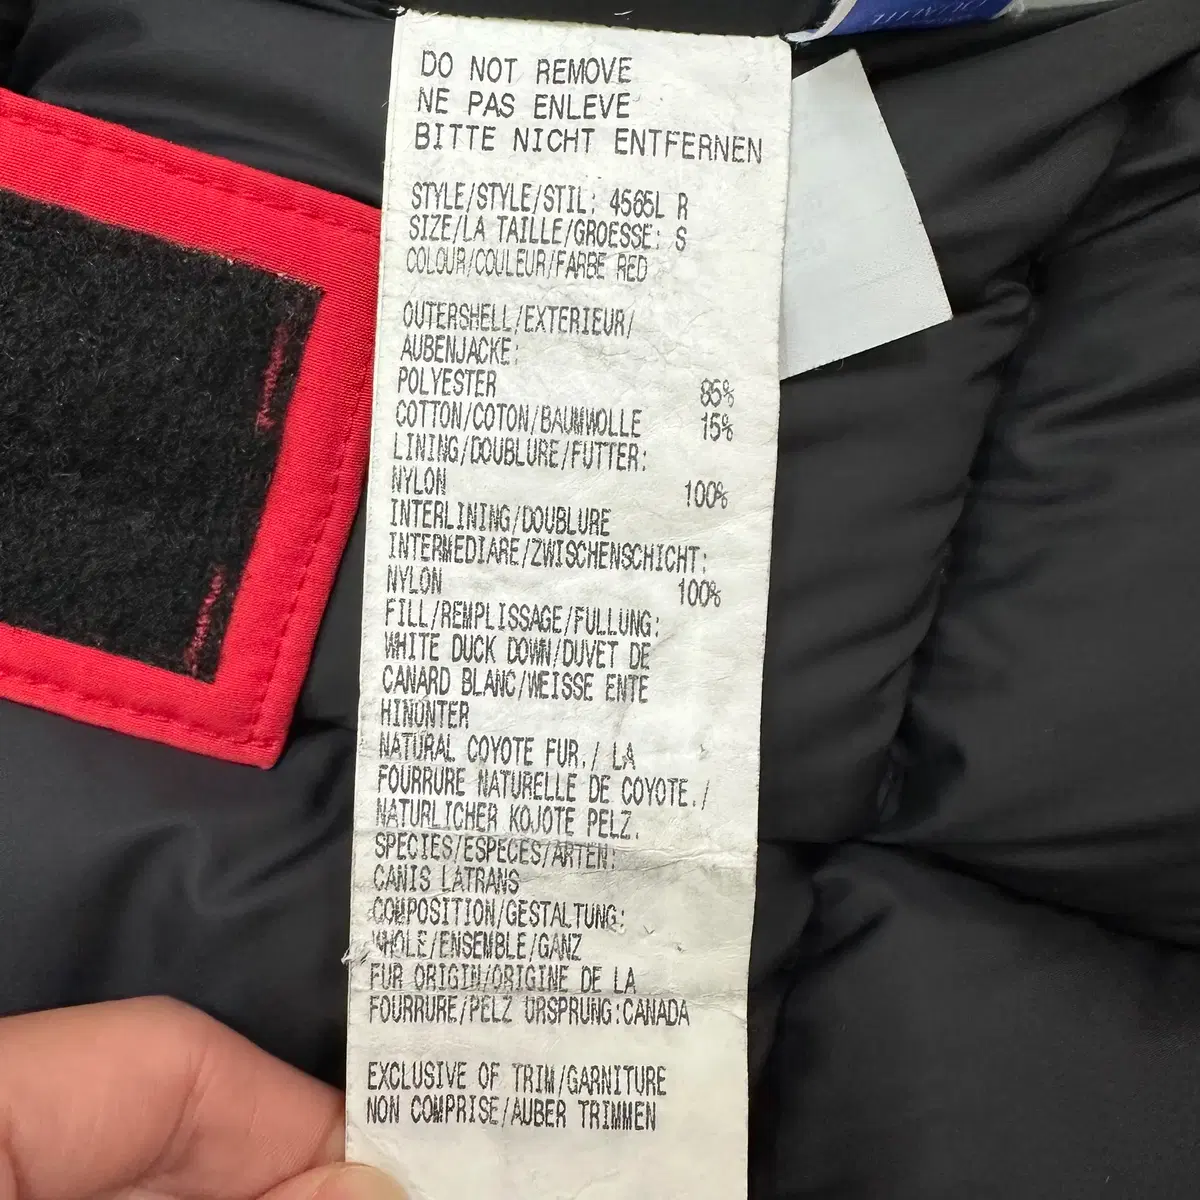 DO NOT REMOVE
NE PAS ENLEVE
BITTE NICHT ENTFERNEN
STYLE/STYLE/STIL: 4565L R
SIZE/LA TAILLE/GROESSE: S
COLOUR/COULEUR/FARBE RED
OUTERSHELL/EXTERIEUR/
AUBENJACKE:
POLYESTER 85%
COTTON/COTON/BAUMWOLLE 15%
LINING/DOUBLURE/FUTTER:
NYLON 100%
INTERLINING/DOUBLURE
INTERMEDIARE/ZWISCHENSCHICHT:
NYLON 100%
FILL/REMPLISSAGE/FULLUNG:
WHITE DUCK DOWN/DUVET DE
CANARD BLANC/WEISSE ENTE
HINUNTER
NATURAL COYOTE FUR./ LA
FOURRURE NATURELLE DE COYOTE./
NATURLICHER KOJOTE PELZ.
SPECIES/ESPECES/ARTEN:
CANIS LATRANS
COMPOSITION/GESTALTUNG:
WHOLE/ENSEMBLE/GANZ
FUR ORIGIN/ORIGINE DE LA
FOURRURE/PELZ URSPRUNG:CANADA
EXCLUSIVE OF TRIM/GARNITURE
NON COMPRISE/AUBER TRIMMEN